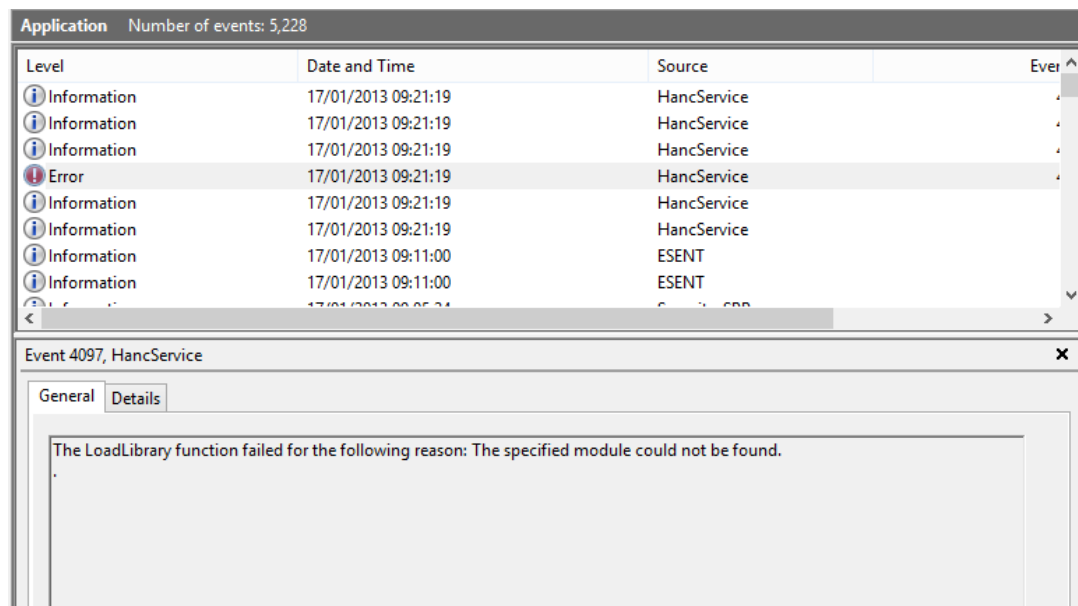 Application Number of events: 5,228
Level Date and Time Source
Information 17/01/2013 09:21:19 HancService
Information 17/01/2013 09:21:19 HancService
Information 17/01/2013 09:21:19 HancService
Error 17/01/2013 09:21:19 HancService
Information 17/01/2013 09:21:19 HancService
Information 17/01/2013 09:21:19 HancService
Information 17/01/2013 09:11:00 ESENT
Information 17/01/2013 09:11:00 ESENT
Event 4097, HancService
General Details
The LoadLibrary function failed for the following reason: The specified module could not be found.
.